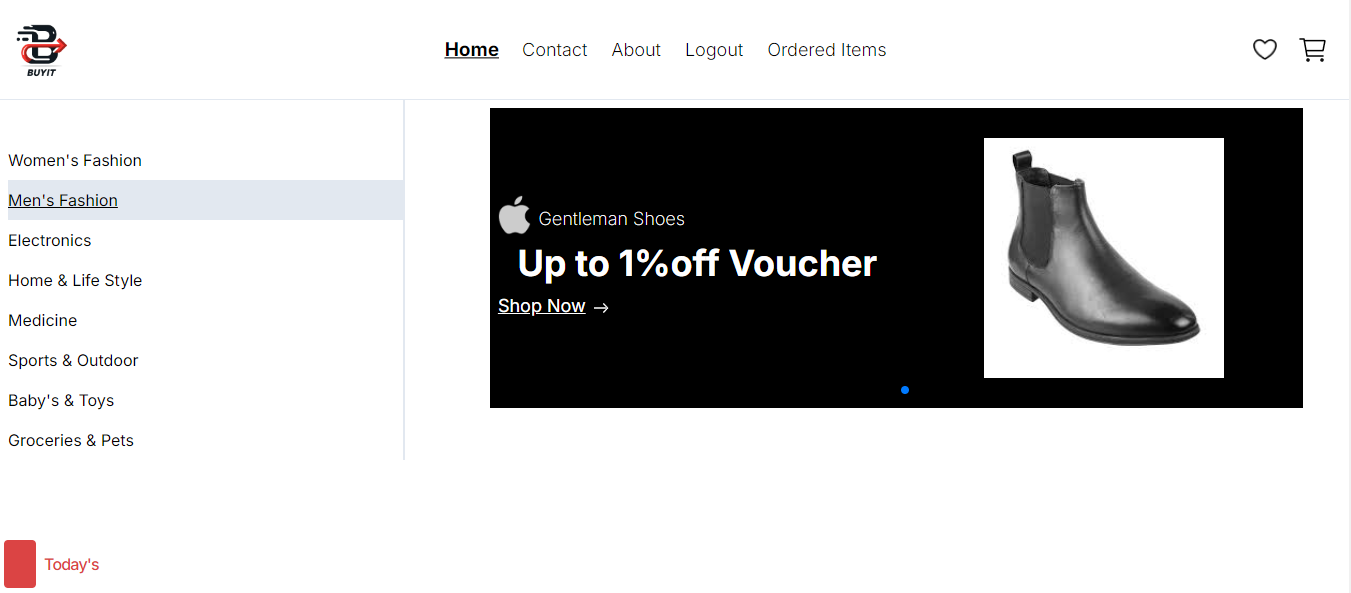 BUYIT
Home Contact About Logout Ordered Items
Women's Fashion
Men's Fashion
Electronics
Home & Life Style
Medicine
Sports & Outdoor
Baby's & Toys
Groceries & Pets
Gentleman Shoes
Up to 1%off Voucher
Shop Now →
Today's